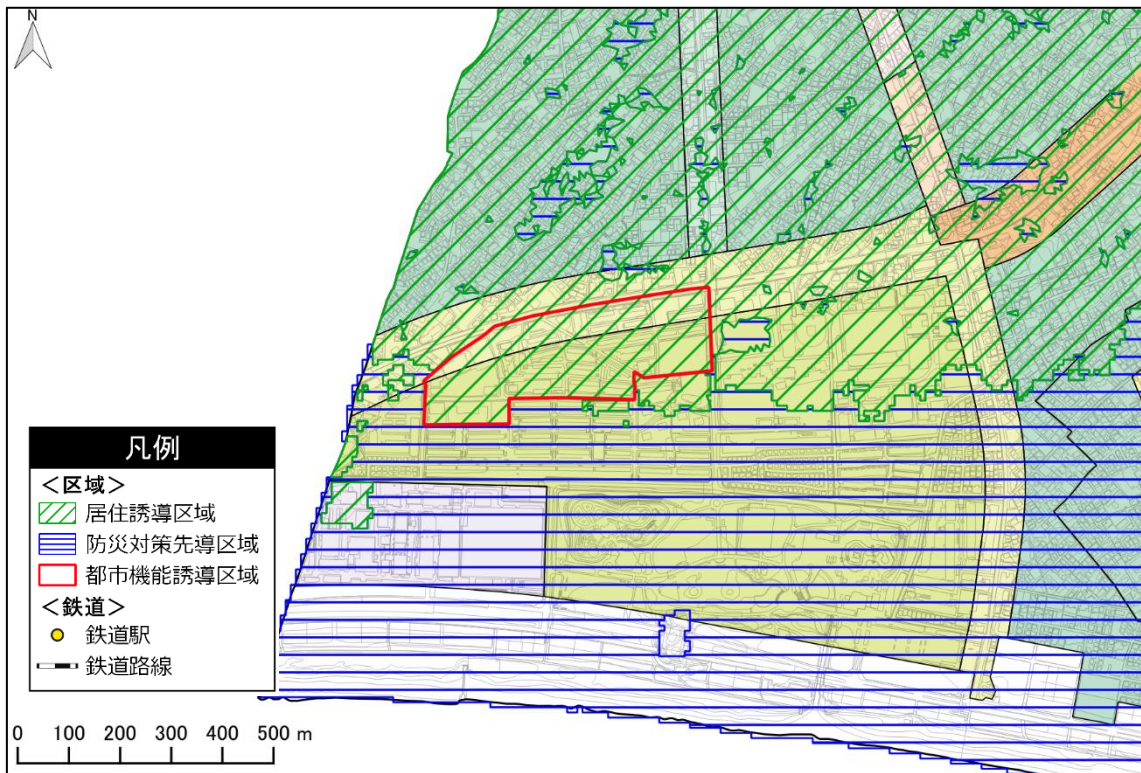 N
凡例
<区域>
居住誘導区域
防災対策先導区域
都市機能誘導区域
<鉄道>
鉄道駅
鉄道路線
0 100 200 300 400 500 m